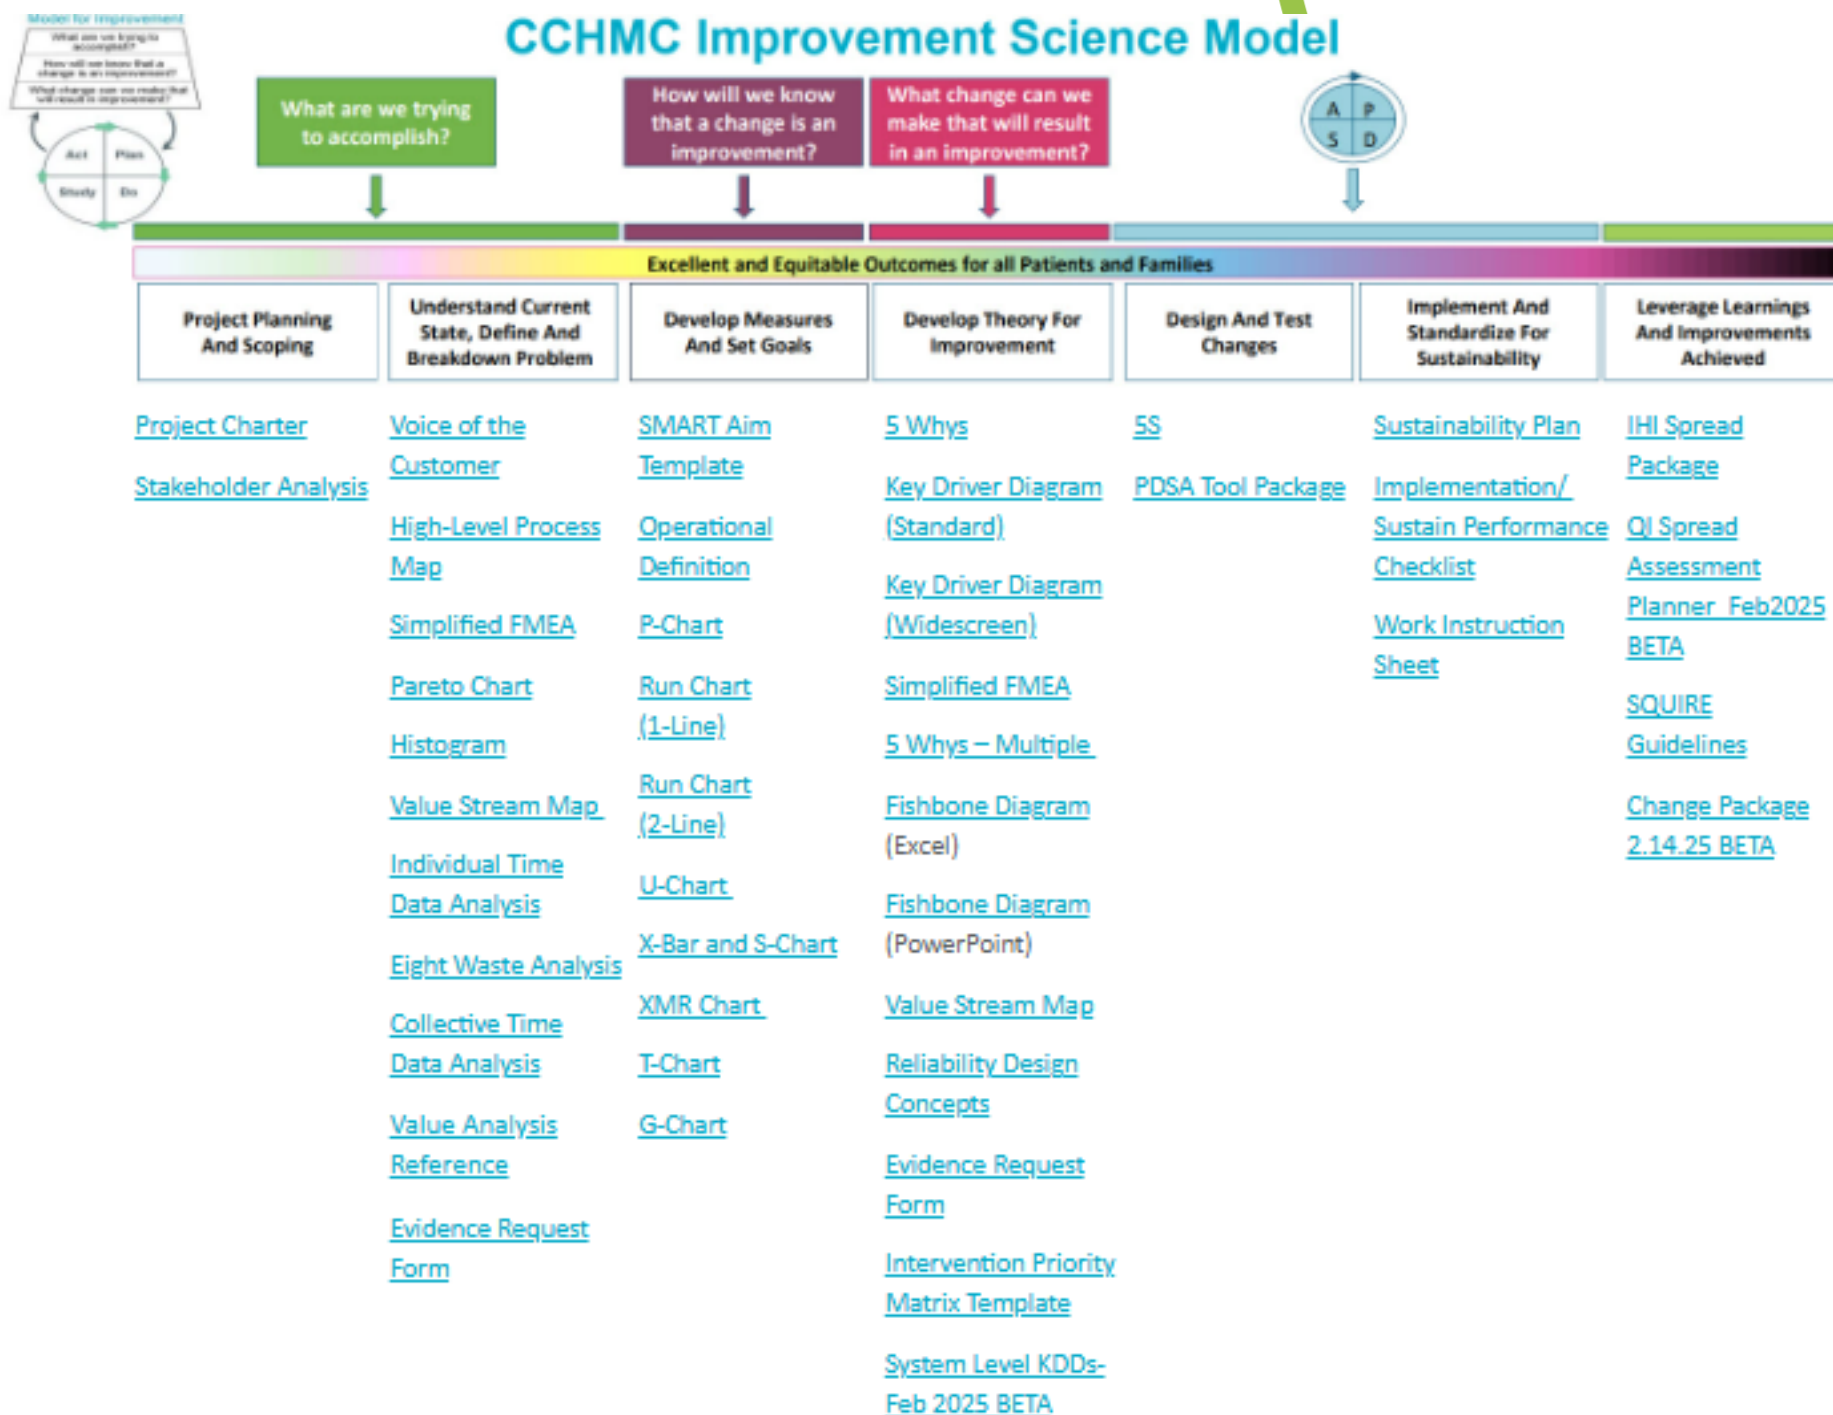 Model for Improvement
What are we trying to
accomplish?
How will we know that a
change is an improvement?
What change can we make that
will result in improvement?
Act
Plan
Study
Do
CCHMC Improvement Science Model
What are we trying
to accomplish?
How will we know
that a change is an
improvement?
What change can we
make that will result
in an improvement?
A
P
S
D
Excellent and Equitable Outcomes for all Patients and Families
Project Planning
And Scoping
Understand Current
State, Define And
Breakdown Problem
Develop Measures
And Set Goals
Develop Theory For
Improvement
Design And Test
Changes
Implement And
Standardize For
Sustainability
Leverage Learnings
And Improvements
Achieved
Project Charter
Stakeholder Analysis
Voice of the
Customer
High-Level Process
Map
Simplified FMEA
Pareto Chart
Histogram
Value Stream Map
Individual Time
Data Analysis
Eight Waste Analysis
Collective Time
Data Analysis
Value Analysis
Reference
Evidence Request
Form
SMART Aim
Template
Operational
Definition
P-Chart
Run Chart
(1-Line)
Run Chart
(2-Line)
U-Chart
X-Bar and S-Chart
XMR Chart
T-Chart
G-Chart
5 Whys
Key Driver Diagram
(Standard)
Key Driver Diagram
(Widescreen)
Simplified FMEA
5 Whys – Multiple
Fishbone Diagram
(Excel)
Fishbone Diagram
(PowerPoint)
Value Stream Map
Reliability Design
Concepts
Evidence Request
Form
Intervention Priority
Matrix Template
System Level KDDs-
Feb 2025 BETA
5S
PDSA Tool Package
Sustainability Plan
Implementation/
Sustain Performance
Checklist
Work Instruction
Sheet
IHI Spread
Package
QI Spread
Assessment
Planner_Feb2025
BETA
SQUIRE
Guidelines
Change Package
2.14.25 BETA